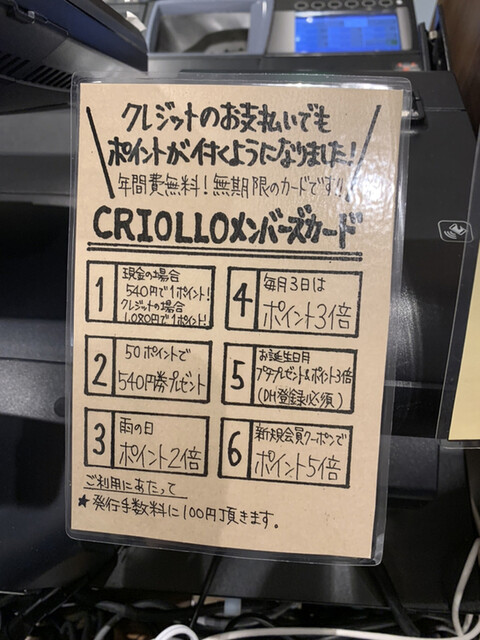 クレジットのお支払いでも
ポイントが付くようになりました!
年間費無料!無期限のカードです!!
CRIOLLOメンバーズカード
1
現金の場合
540円で1ポイント!
クレジットの場合
1,080円で1ポイント!
2
50ポイントで
540円券プレゼント
3
雨の日
ポイント2倍
4
毎月3日は
ポイント3倍
5
お誕生日月
プチプレゼント&ポイント3倍
(DM登録必須)
6
新規会員クーポンで
ポイント5倍
ご利用にあたって
★発行手数料に100円頂きます。